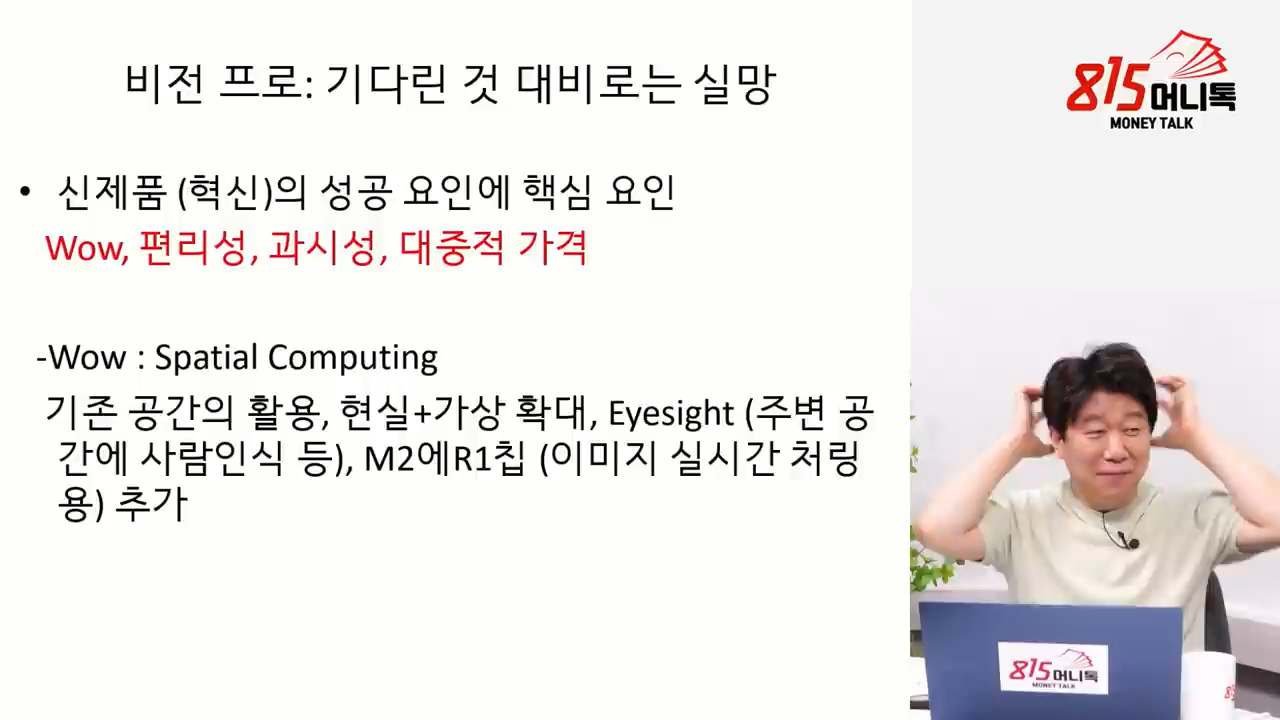 비전 프로: 기다린 것 대비로는 실망
815머니톡
MONEY TALK
• 신제품 (혁신)의 성공 요인에 핵심 요인
Wow, 편리성, 과시성, 대중적 가격
-Wow : Spatial Computing
기존 공간의 활용, 현실+가상 확대, Eyesight (주변 공
간에 사람인식 등), M2에R1칩 (이미지 실시간 처링
용) 추가
815머니톡
MONEY TALK
815